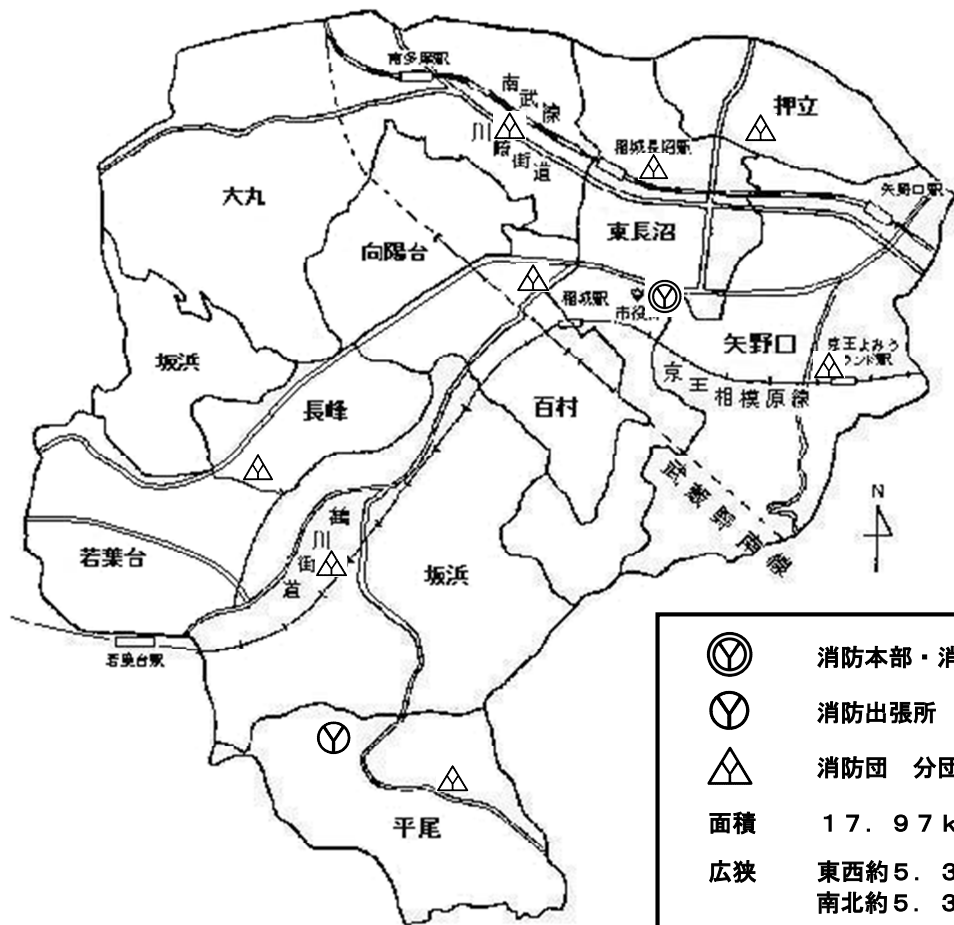 南多摩駅
南武線
川崎街道
押立
稲城長沼駅
矢野口駅
大丸
向陽台
東長沼
稲城駅
市役
矢野口
京王よみう
ランド駅
京王相模原線
坂浜
長峰
百村
武蔵野南線
N
若葉台
鶴川街道
坂浜
若葉台駅
平尾
消防本部・消
消防出張所
消防団 分団
面積 17.97k
広狭 東西約5.3
南北約5.3